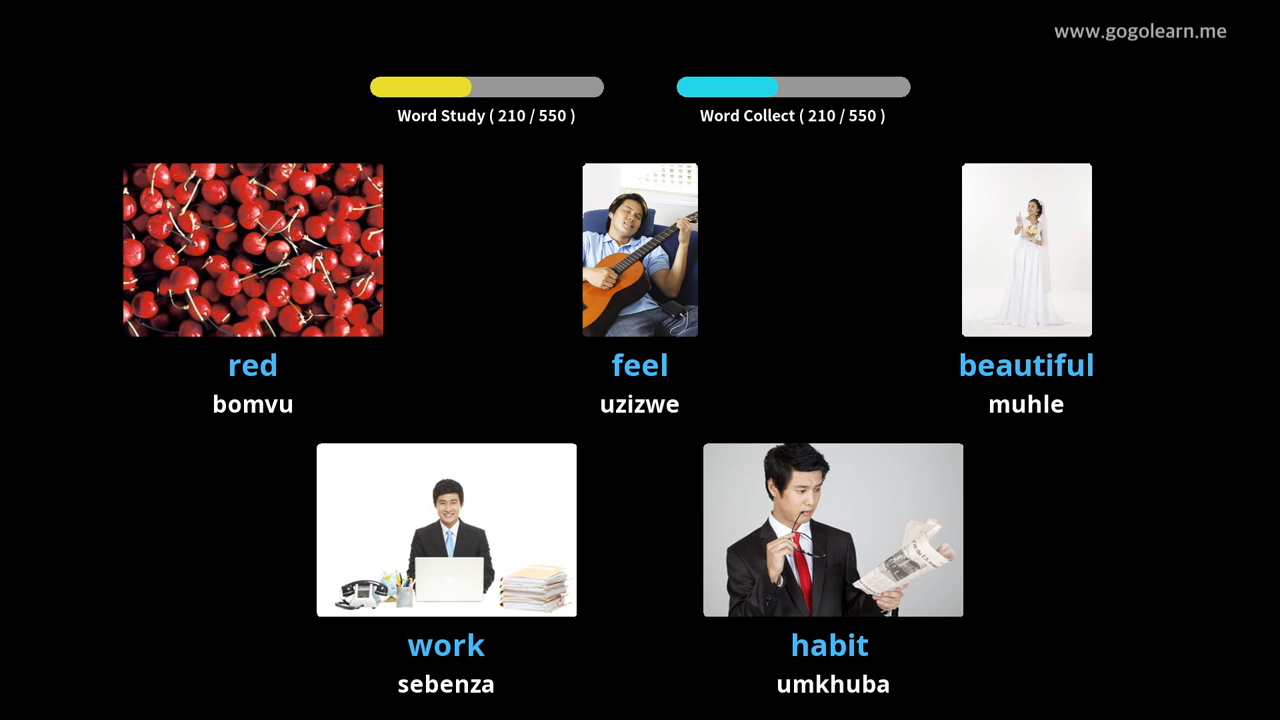 www.gogolearn.me
Word Study ( 210 / 550 )
Word Collect ( 210 / 550 )
red
bomvu
feel
uzizwe
beautiful
muhle
work
sebenza
habit
umkhuba